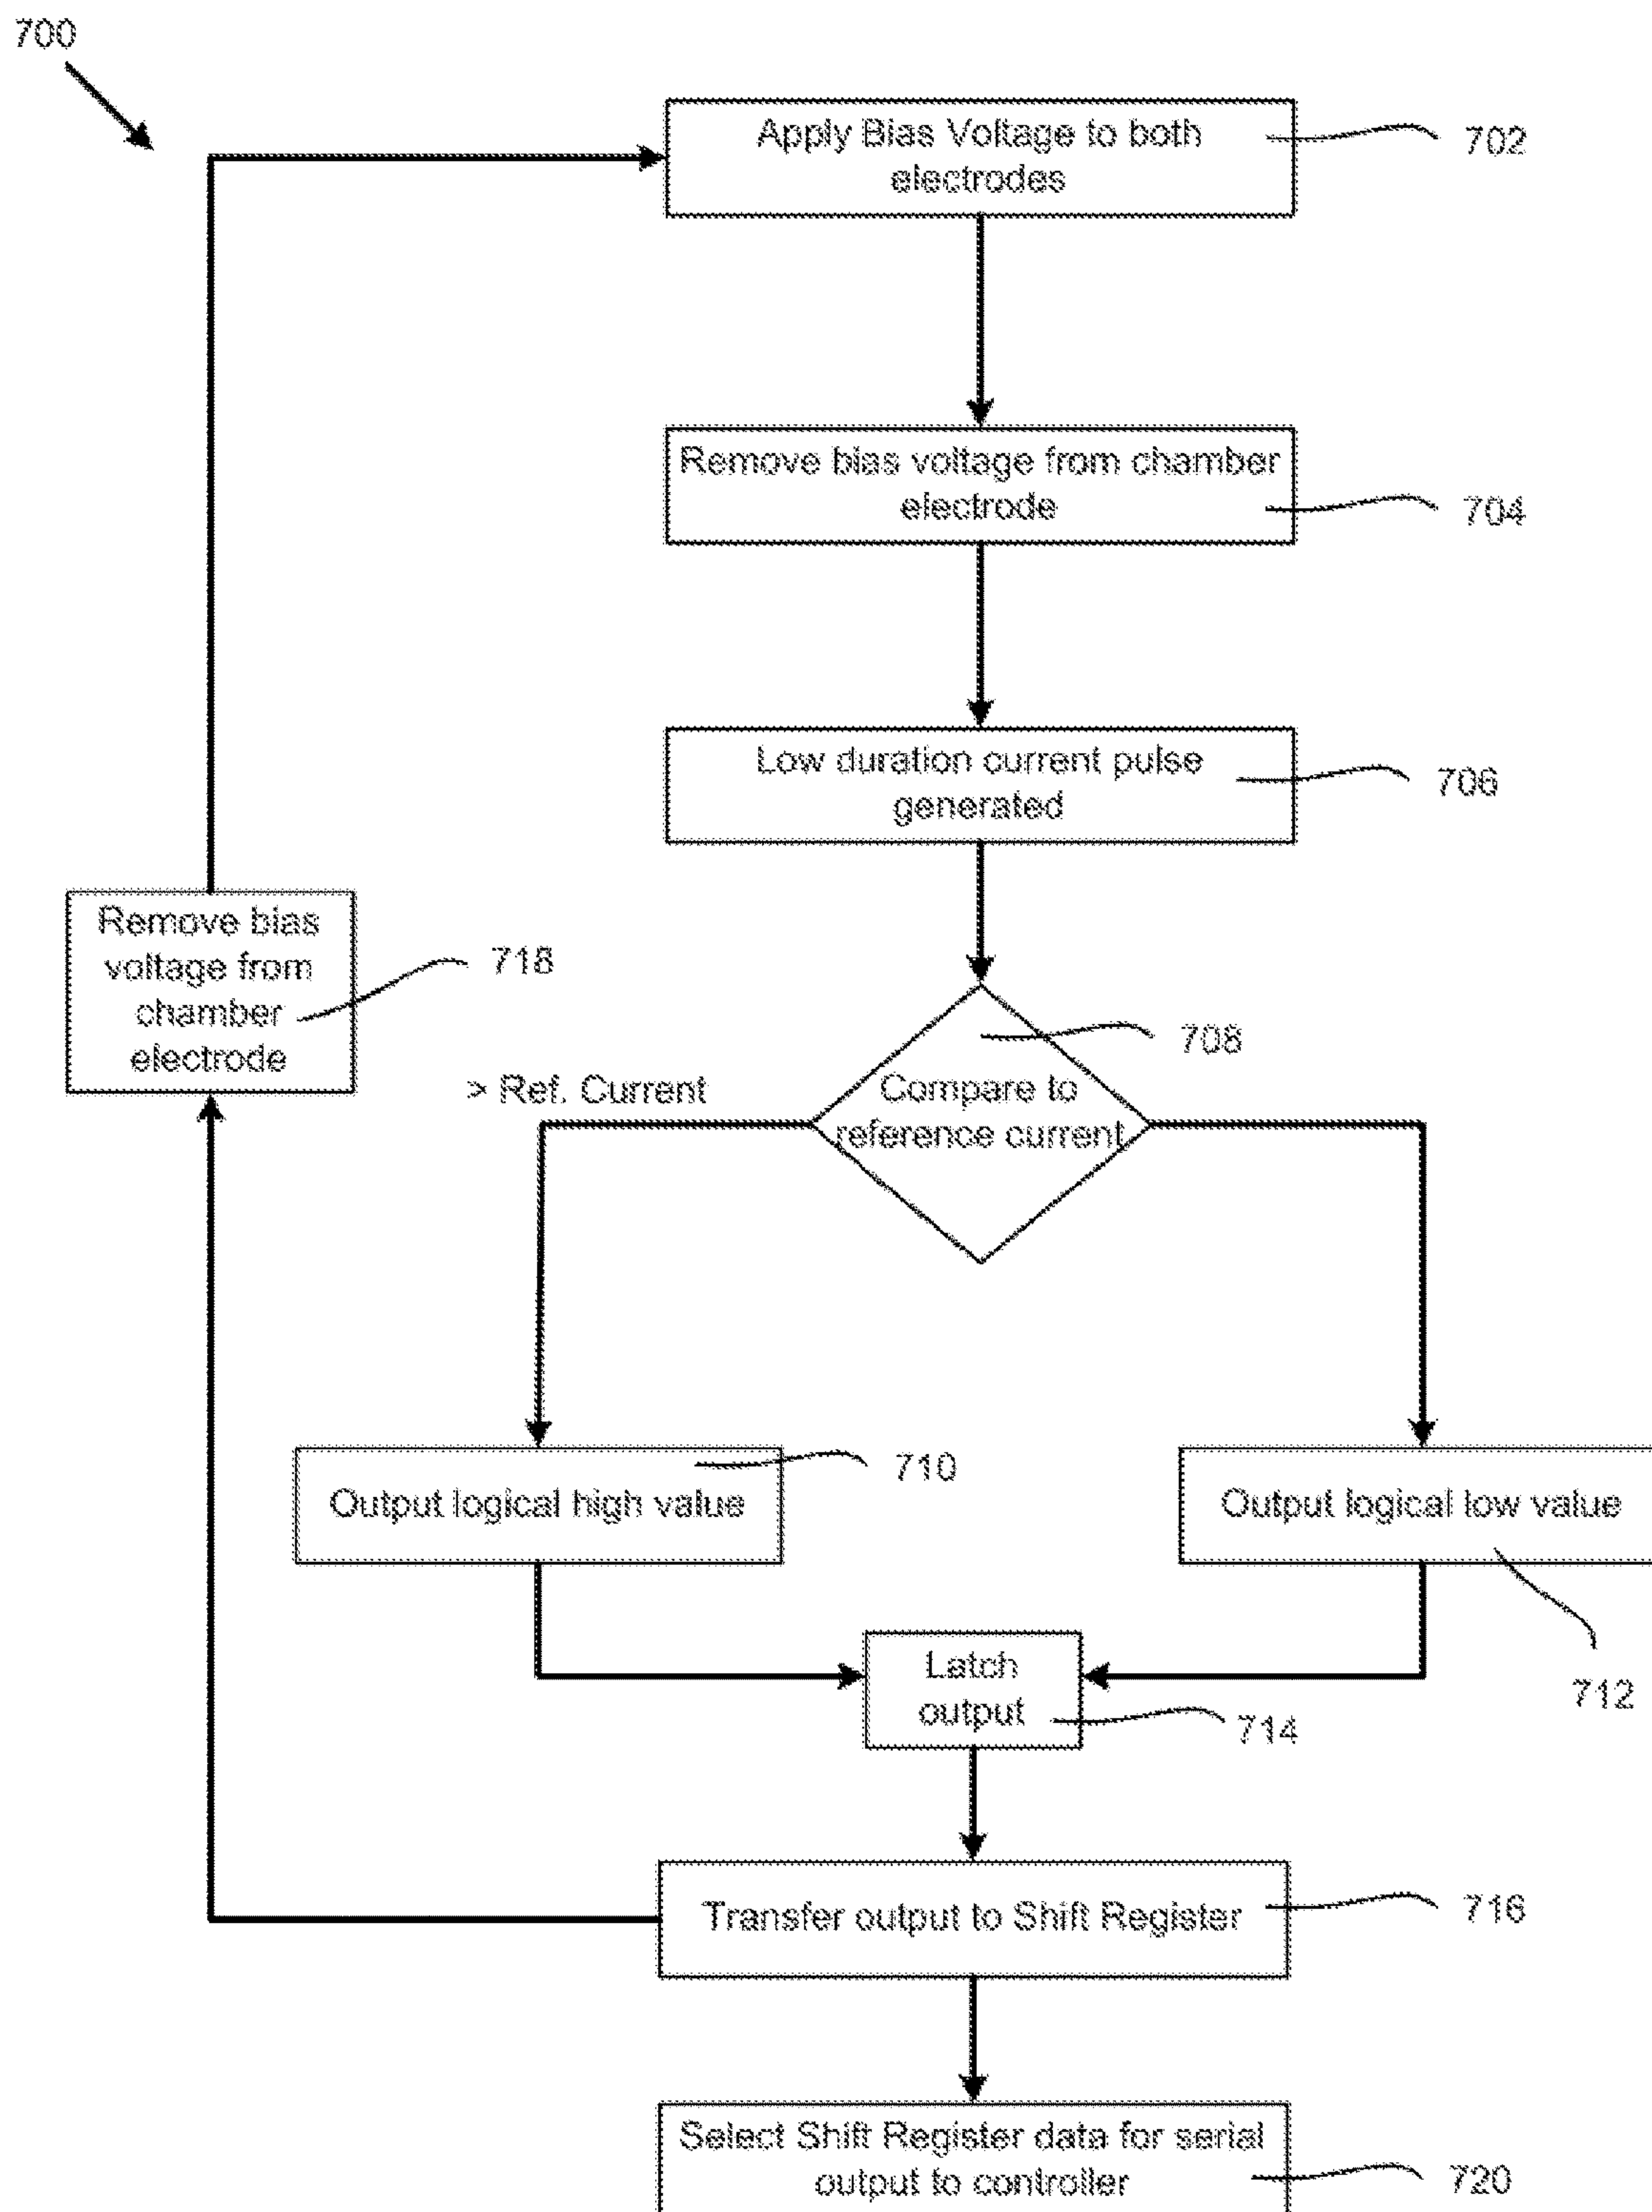 700
Apply Bias Voltage to both
electrodes
702
Remove bias voltage from chamber
electrode
704
Low duration current pulse
generated
706
Remove bias
voltage from
chamber
electrode
718
708
> Ref. Current
Compare to
reference current
Output logical high value
710
Output logical low value
712
Latch
output
714
Transfer output to Shift Register
716
Select Shift Register data for serial
output to controller
720